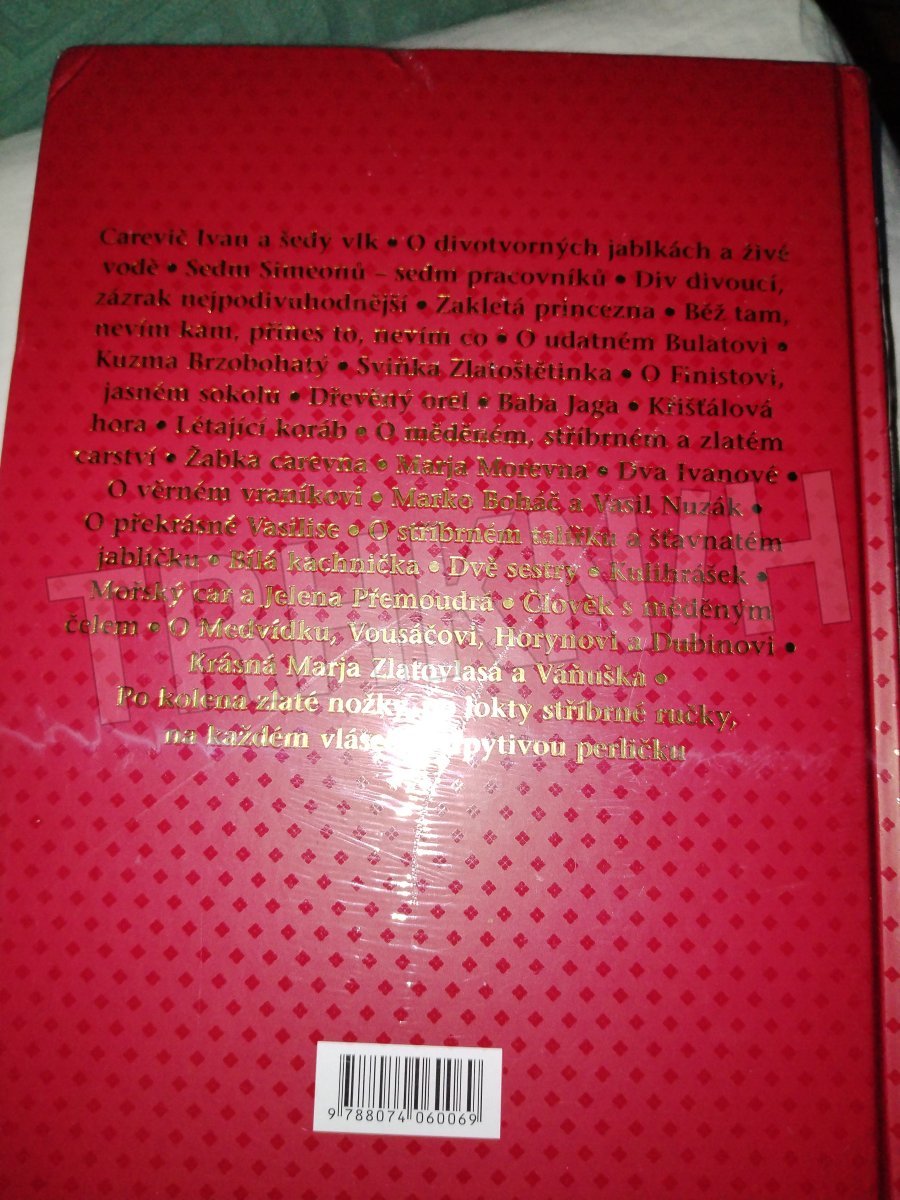 Carevič Ivan a šedý vlk • O divotvorných jablkách a živé
vodě • Sedm Simeonů – sedm pracovníků • Div divoucí,
zázrak nejpodivuhodnější • Zakletá princezna • Běž tam,
nevím kam, přines to, nevím co • O udatném Bulatovi •
Kuzma Brzobohatý • Sviňka Zlatoštětinka • O Finistovi,
jasném sokolu • Dřevěný orel • Baba Jaga • Křišťálová
hora • Létající koráb • O měděném, stříbrném a zlatém
carství • Žabka carevna • Marja Morevna • Dva Ivanové •
O věrném vraníkovi • Marko Boháč a Vasil Nuzák •
O překrásné Vasilise • O stříbrném talířku a šťavnatém
jablíčku • Bílá kachnička • Dvě sestry • Kulihrášek •
Mořský car a Jelena Přemoudrá • Člověk s měděným
čelem • O Medvídku, Vousáčovi, Horynovi a Dubinovi •
Krásná Marja Zlatovlasá a Váňuška •
Po kolena zlaté nožky, lokty stříbrné ručky,
na každém perličku
TRHKNIH
9 788074 060069